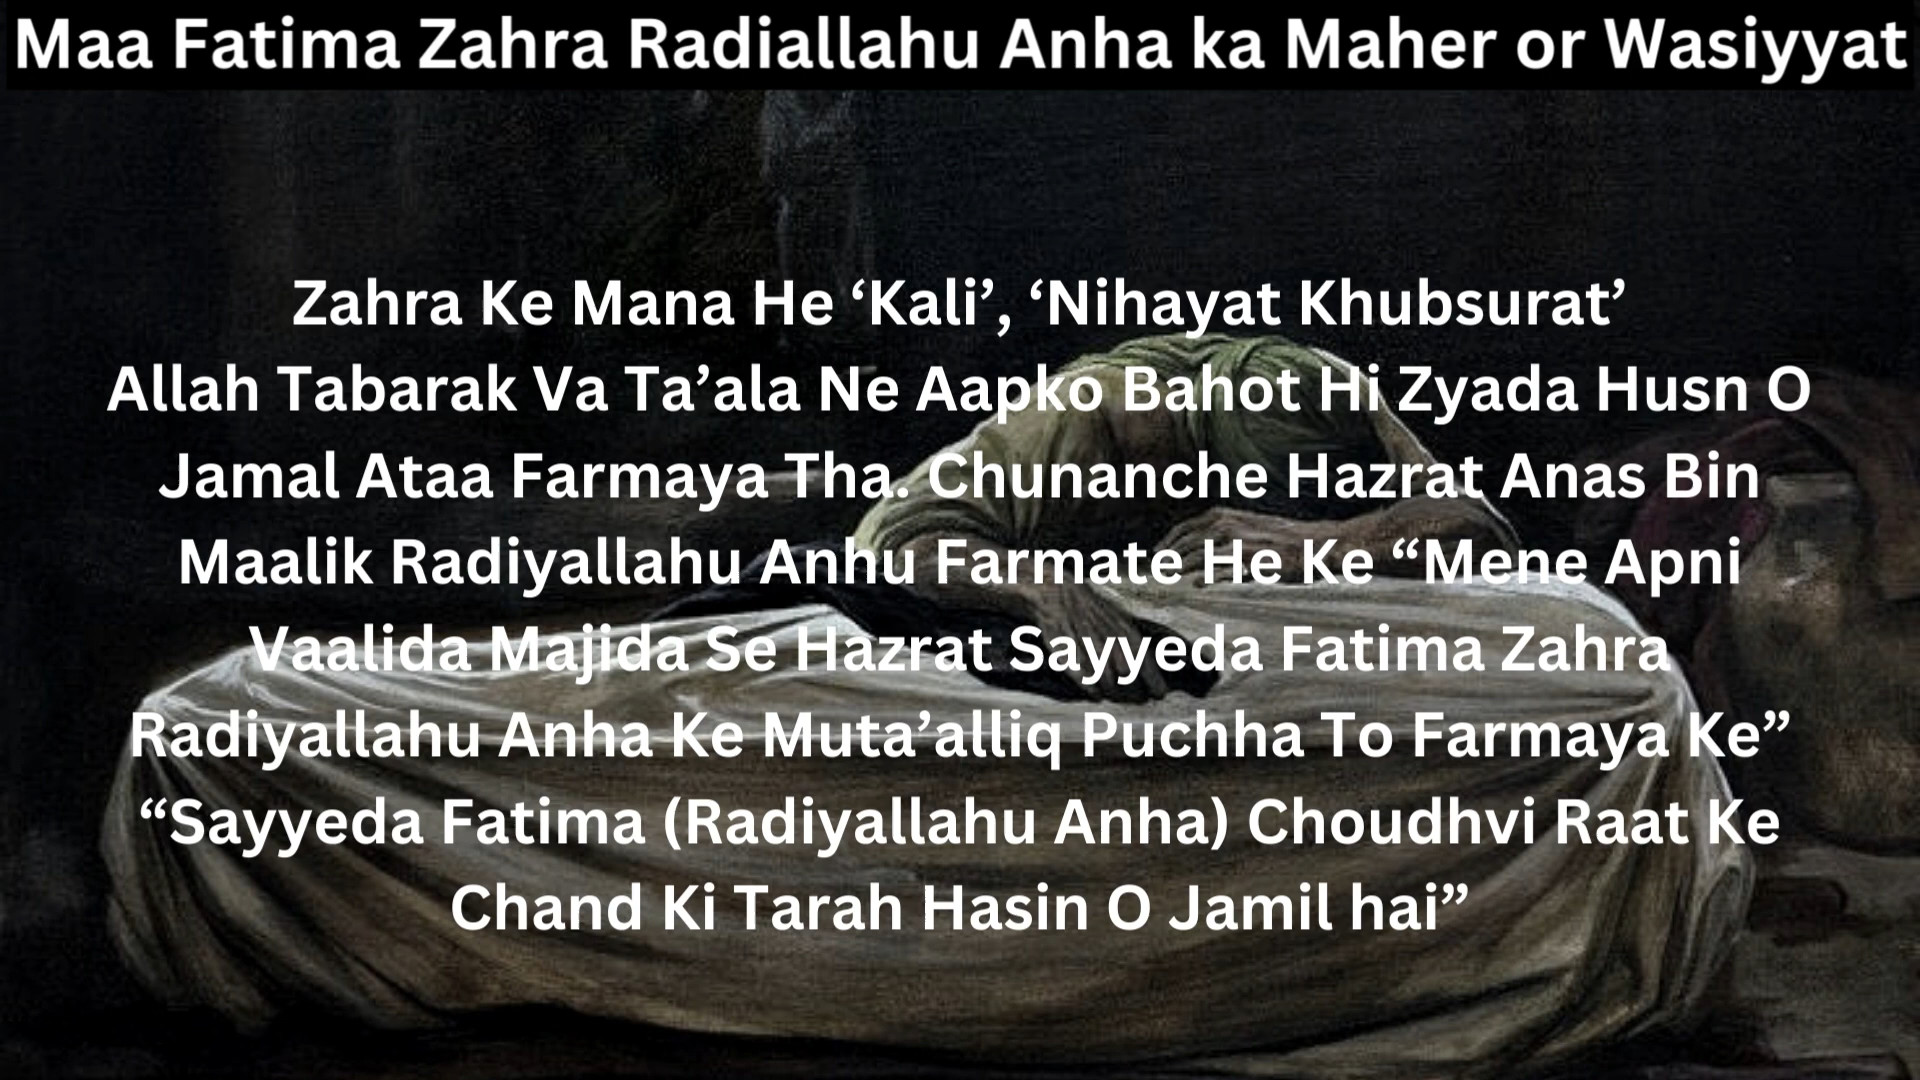 Maa Fatima Zahra Radiallahu Anha ka Maher or Wasiyyat
Zahra Ke Mana He ‘Kali’, ‘Nihayat Khubsurat’
Allah Tabarak Va Ta’ala Ne Aapko Bahot Hi Zyada Husn O
Jamal Ataa Farmaya Tha. Chunanche Hazrat Anas Bin
Maalik Radiyallahu Anhu Farmate He Ke “Mene Apni
Vaalida Majida Se Hazrat Sayyeda Fatima Zahra
Radiyallahu Anha Ke Muta’alliq Puchha To Farmaya Ke”
“Sayyeda Fatima (Radiyallahu Anha) Choudhvi Raat Ke
Chand Ki Tarah Hasin O Jamil hai”